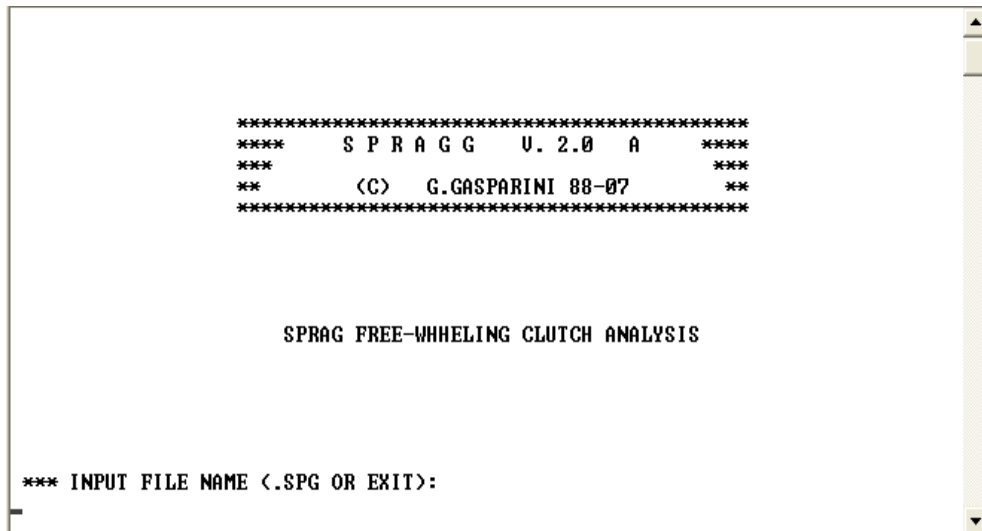 *******************************************
****     S P R A G G   V. 2.0   A     ****
***                                     ***
**        (C)   G.GASPARINI 88-07        **
*******************************************
SPRAG FREE-WHHELING CLUTCH ANALYSIS
*** INPUT FILE NAME (.SPG OR EXIT):